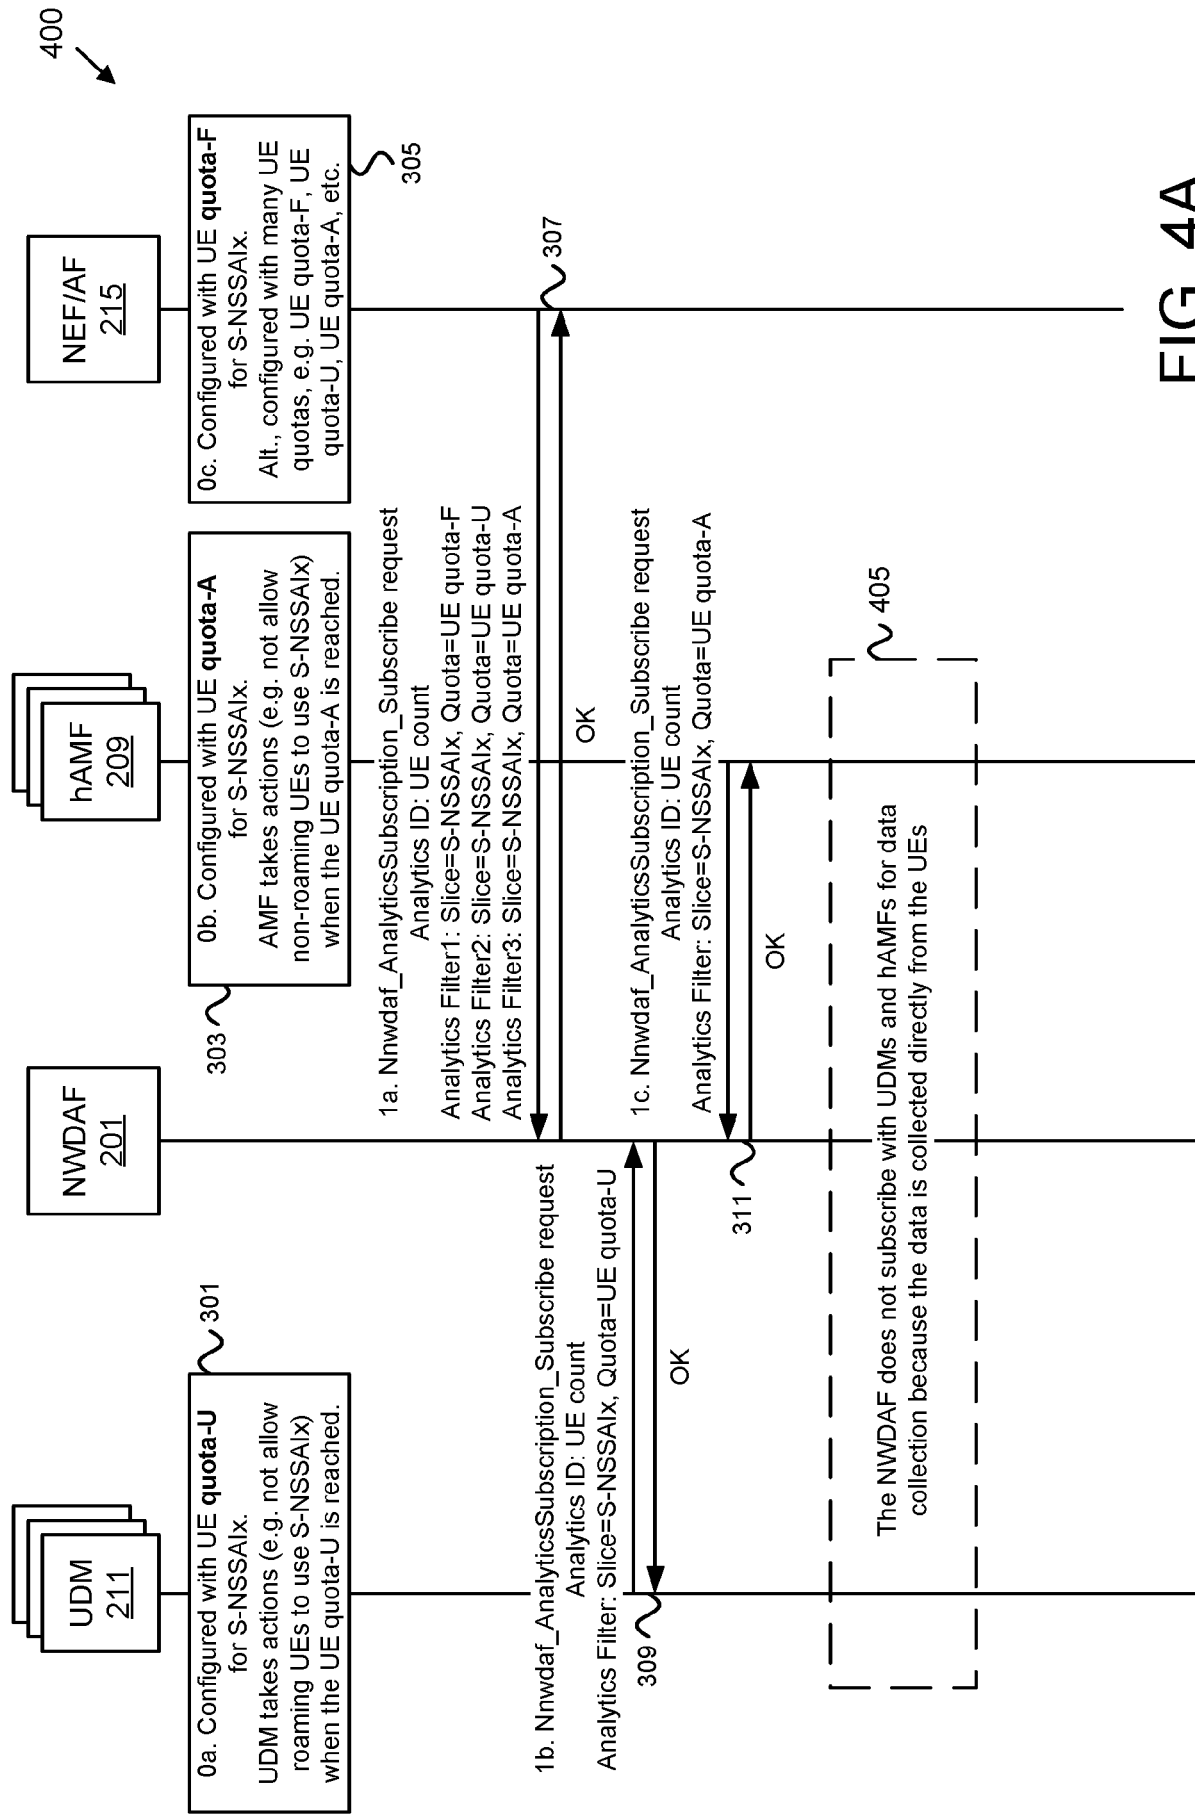 400
UDM
211
NWDAF
201
hAMF
209
NEF/AF
215
0a. Configured with UE quota-U
for S-NSSAIx.
UDM takes actions (e.g. not allow
roaming UEs to use S-NSSAIx)
when the UE quota-U is reached.
301
0b. Configured with UE quota-A
for S-NSSAIx.
AMF takes actions (e.g. not allow
non-roaming UEs to use S-NSSAIx)
when the UE quota-A is reached.
303
0c. Configured with UE quota-F
for S-NSSAIx.
Alt., configured with many UE
quotas, e.g. UE quota-F, UE
quota-U, UE quota-A, etc.
305
1a. Nnwdaf_AnalyticsSubscription_Subscribe request
Analytics ID: UE count
Analytics Filter1: Slice=S-NSSAIx, Quota=UE quota-F
Analytics Filter2: Slice=S-NSSAIx, Quota=UE quota-U
Analytics Filter3: Slice=S-NSSAIx, Quota=UE quota-A
307
OK
1b. Nnwdaf_AnalyticsSubscription_Subscribe request
Analytics ID: UE count
Analytics Filter: Slice=S-NSSAIx, Quota=UE quota-U
309
OK
1c. Nnwdaf_AnalyticsSubscription_Subscribe request
Analytics ID: UE count
Analytics Filter: Slice=S-NSSAIx, Quota=UE quota-A
311
OK
405
The NWDAF does not subscribe with UDMs and hAMFs for data
collection because the data is collected directly from the UEs
FIG. 4A